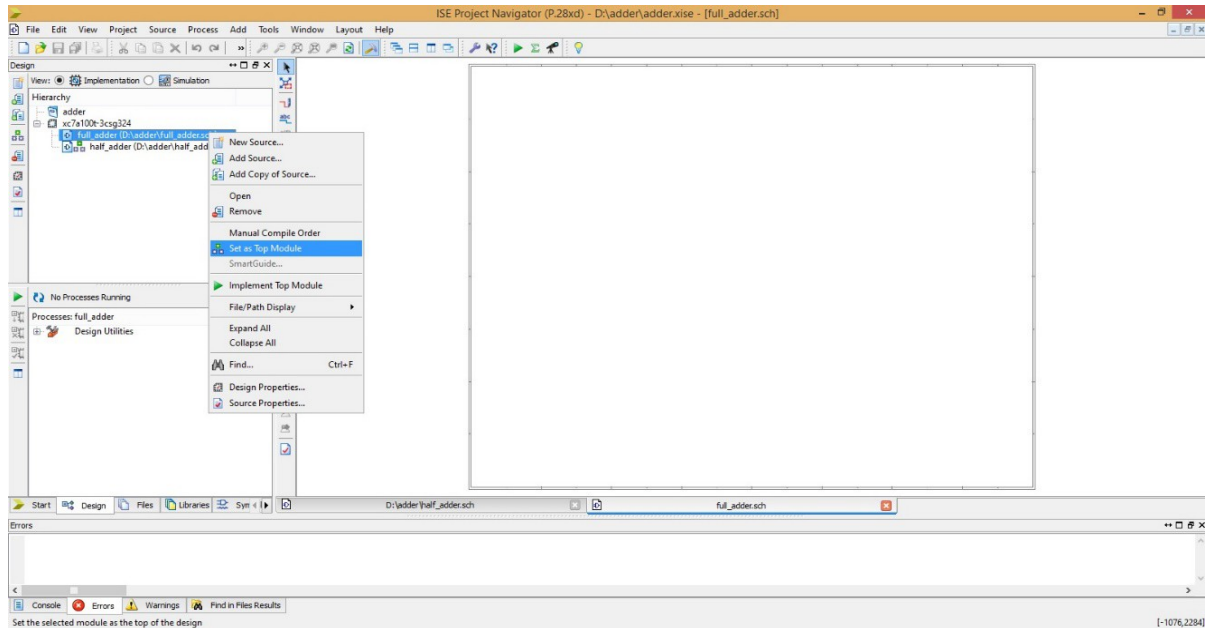 ISE Project Navigator (P.28xd) - D:\adder\adder.xise - [full_adder.sch]
File Edit View Project Source Process Add Tools Window Layout Help
Design
View: Implementation Simulation
Hierarchy
adder
xc7a100t-3csg324
full_adder (D:\adder\full_adder.sc
half_adder (D:\adder\half_add
New Source...
Add Source...
Add Copy of Source...
Open
Remove
Manual Compile Order
Set as Top Module
SmartGuide...
Implement Top Module
File/Path Display
Expand All
Collapse All
Find... Ctrl+F
Design Properties...
Source Properties...
No Processes Running
Processes: full_adder
Design Utilities
Start Design Files Libraries Sym
D:\adder\half_adder.sch full_adder.sch
Errors
Console Errors Warnings Find in Files Results
Set the selected module as the top of the design [-1076,2284]